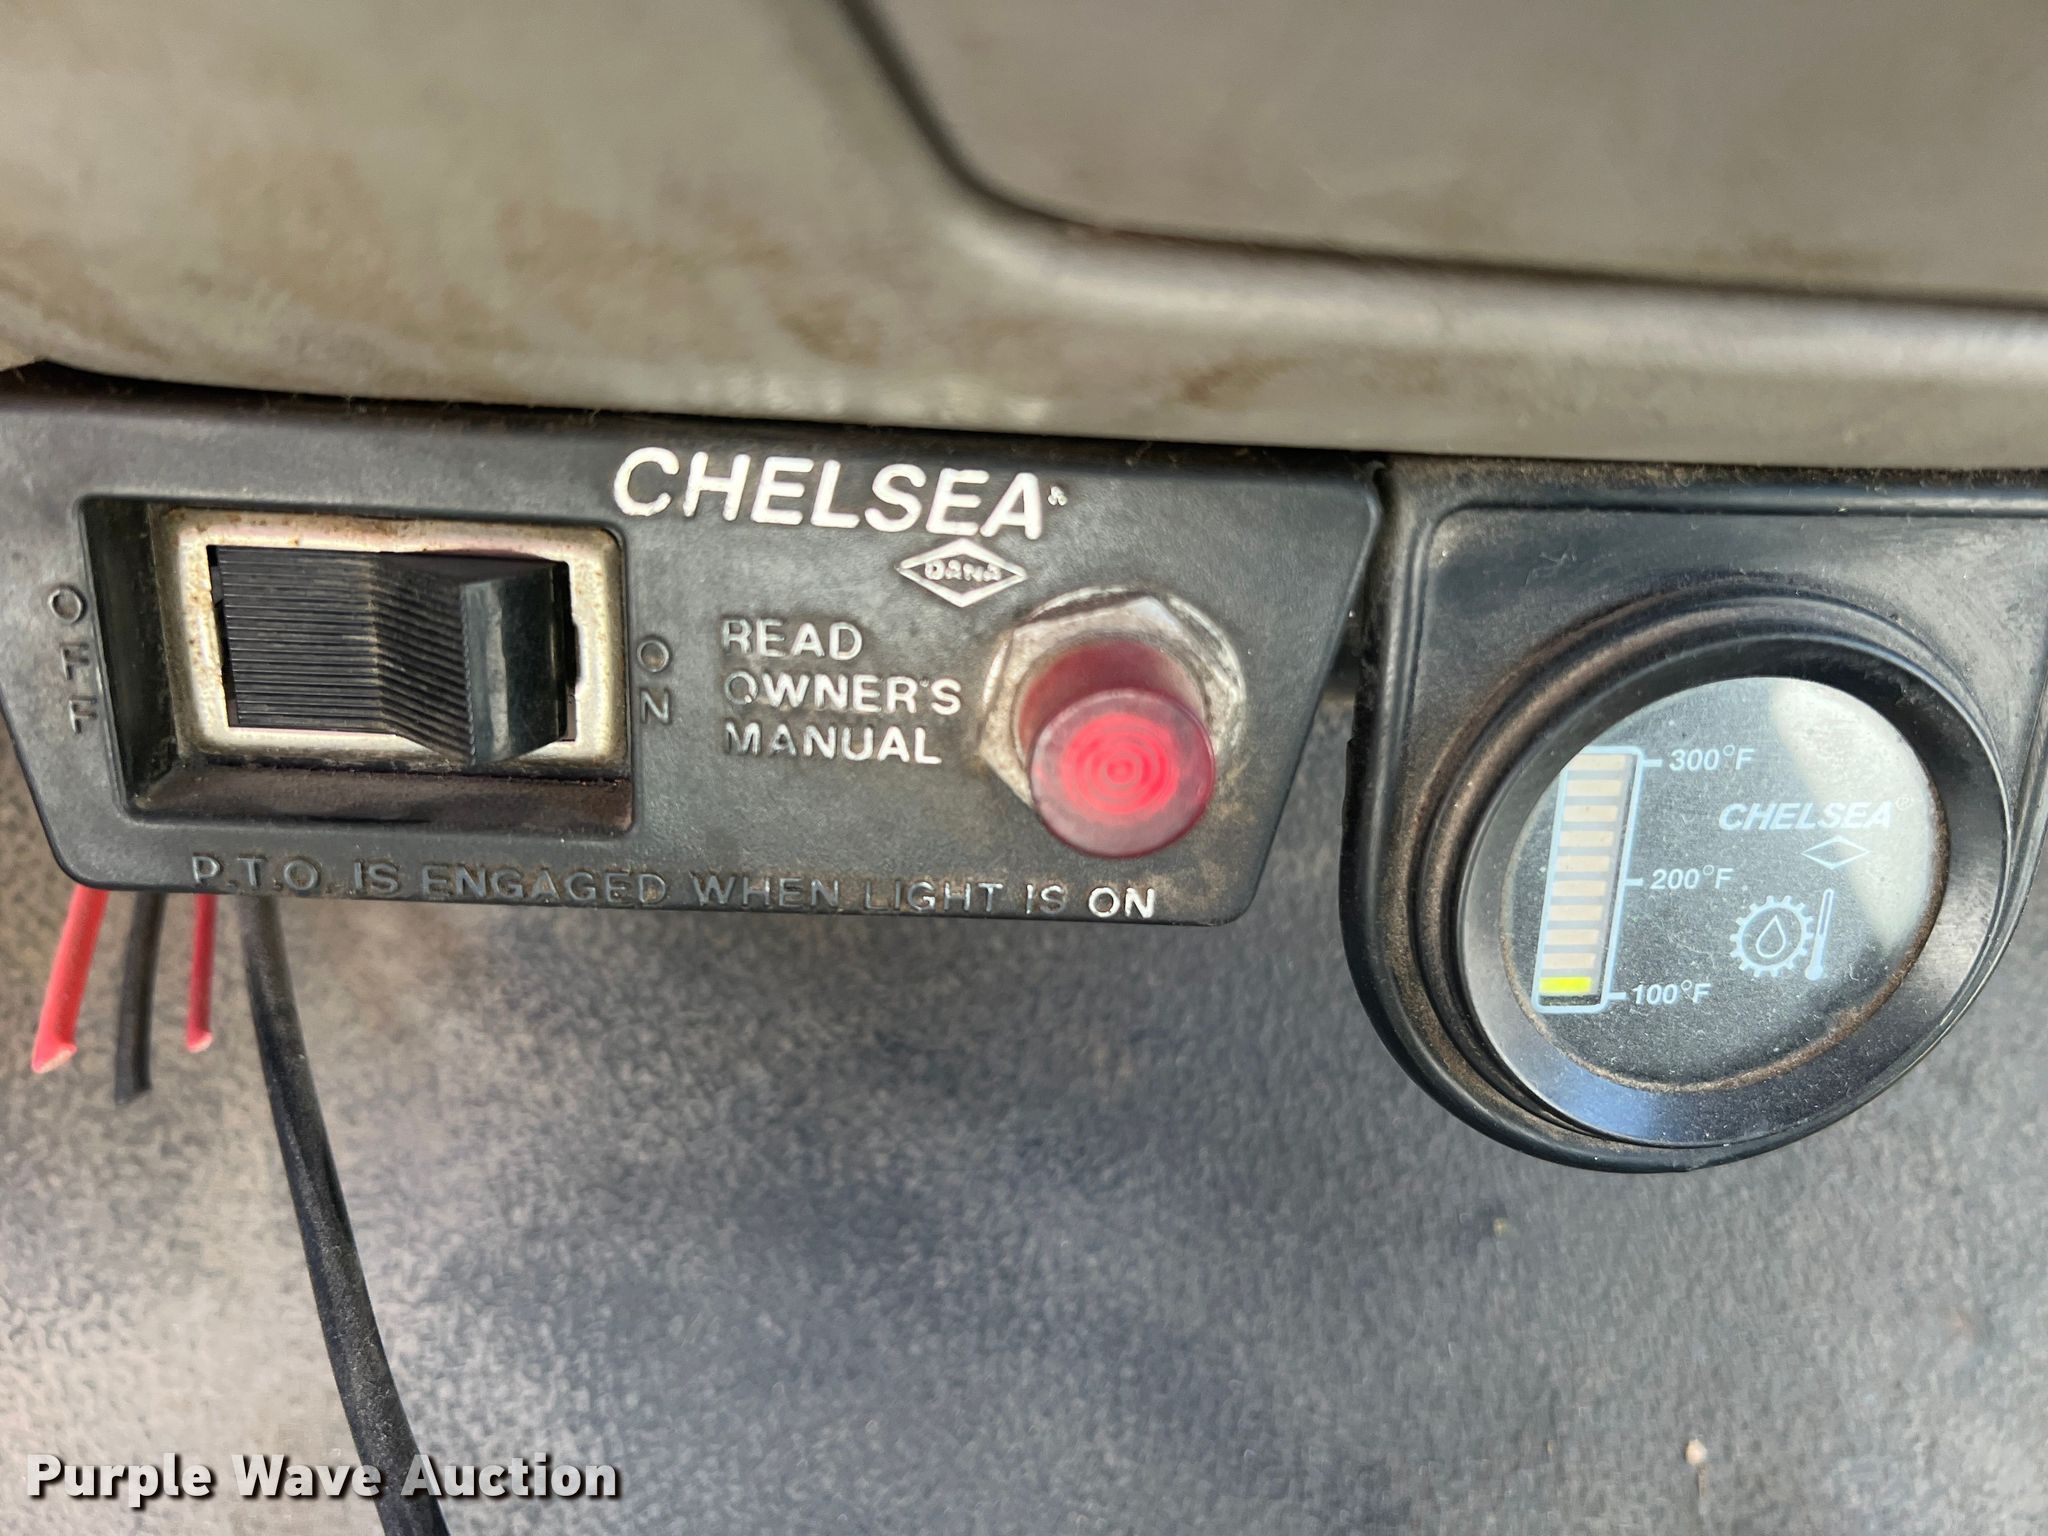 CHELSEA®
DANA
OFF
ON
READ
OWNER'S
MANUAL
P.T.O. IS ENGAGED WHEN LIGHT IS ON
300°F
CHELSEA®
200°F
100°F
Purple Wave Auction